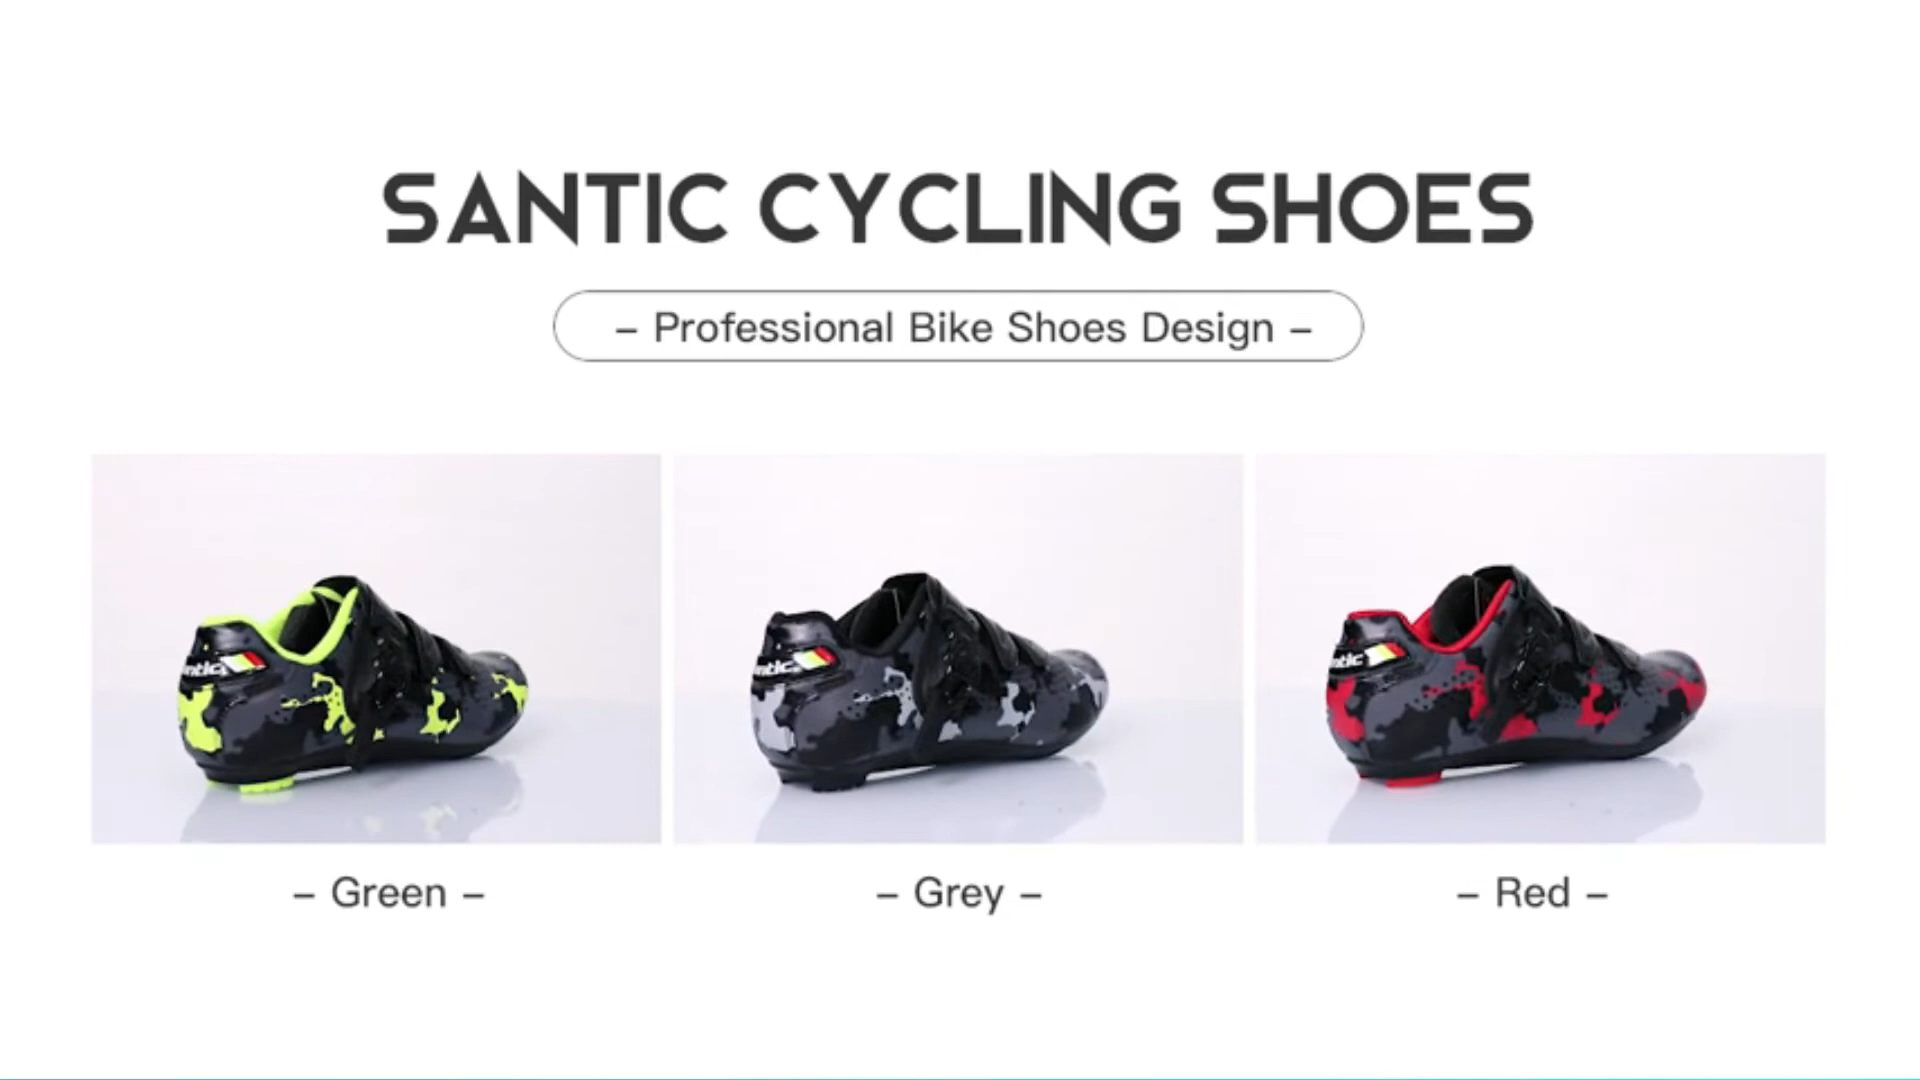 SANTIC CYCLING SHOES
– Professional Bike Shoes Design –
– Green –
– Grey –
– Red –